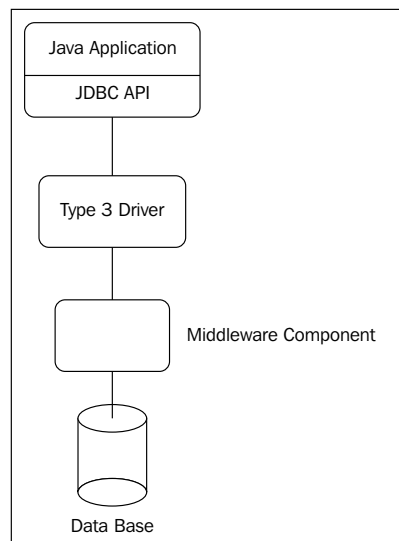 Java Application
JDBC API
Type 3 Driver
Middleware Component
Data Base